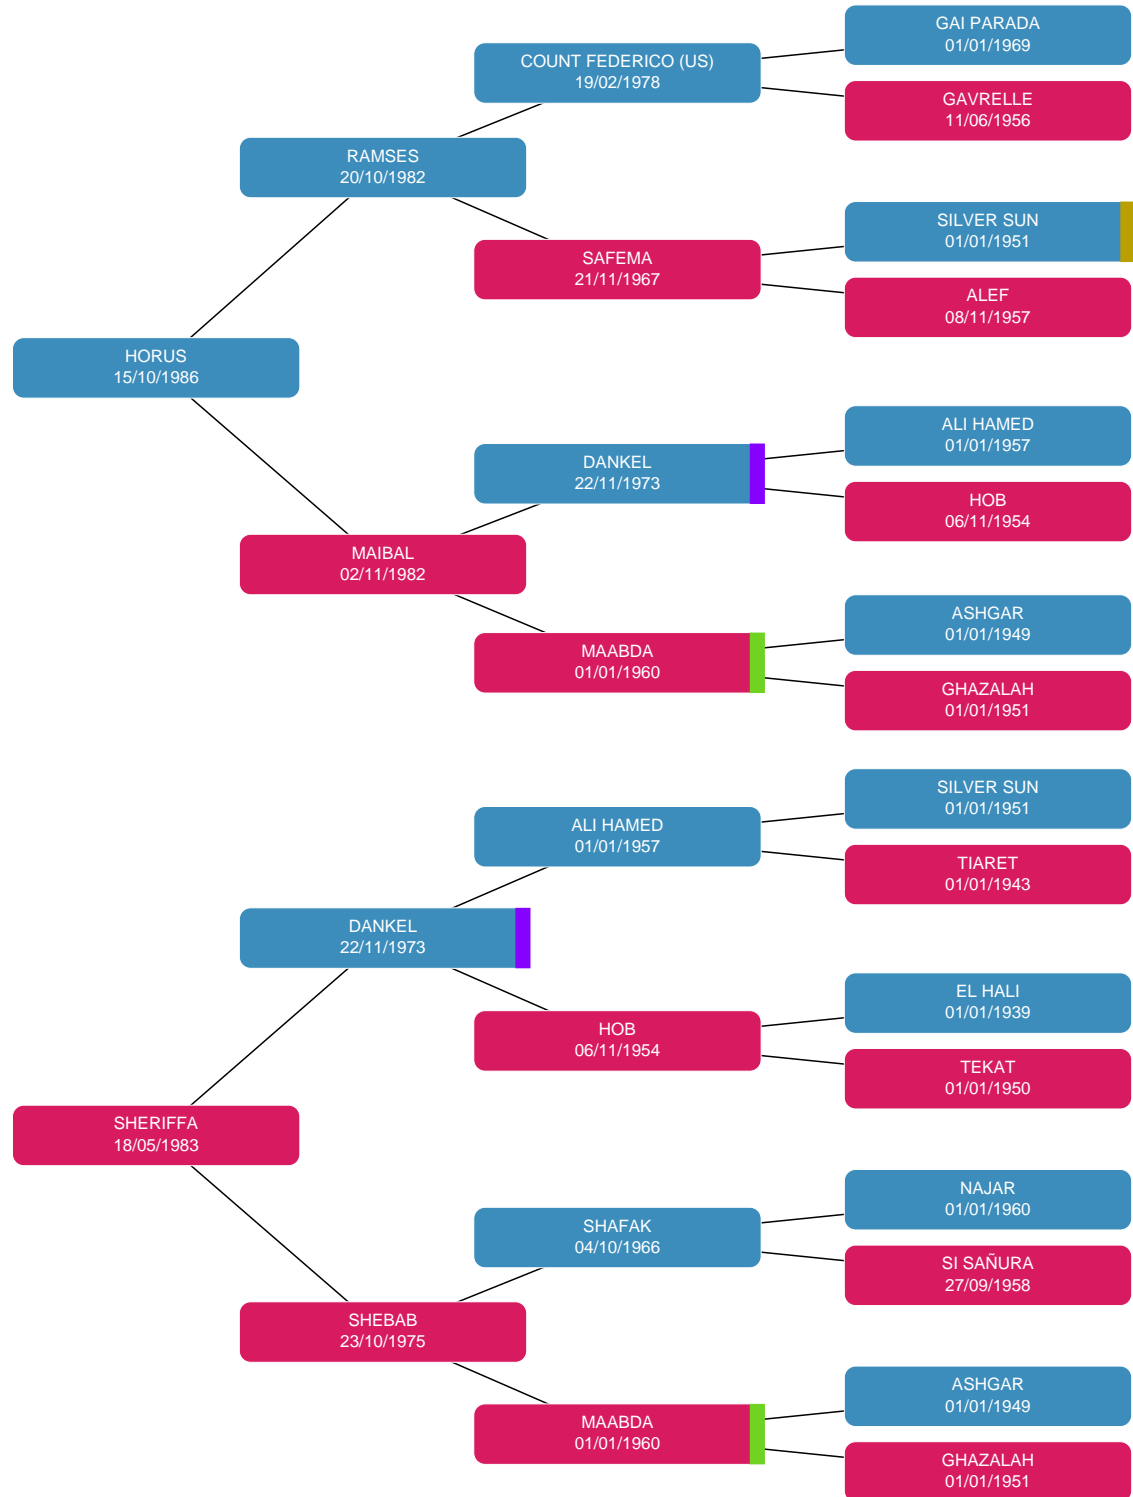 GAI PARADA
01/01/1969
COUNT FEDERICO (US)
19/02/1978
GAVRELLE
11/06/1956
RAMSES
20/10/1982
SILVER SUN
01/01/1951
SAFEMA
21/11/1967
ALEF
08/11/1957
HORUS
15/10/1986
ALI HAMED
01/01/1957
DANKEL
22/11/1973
HOB
06/11/1954
MAIBAL
02/11/1982
ASHGAR
01/01/1949
MAABDA
01/01/1960
GHAZALAH
01/01/1951
SILVER SUN
01/01/1951
ALI HAMED
01/01/1957
TIARET
01/01/1943
DANKEL
22/11/1973
EL HALI
01/01/1939
HOB
06/11/1954
TEKAT
01/01/1950
SHERIFFA
18/05/1983
NAJAR
01/01/1960
SHAFAK
04/10/1966
SI SAÑURA
27/09/1958
SHEBAB
23/10/1975
ASHGAR
01/01/1949
MAABDA
01/01/1960
GHAZALAH
01/01/1951